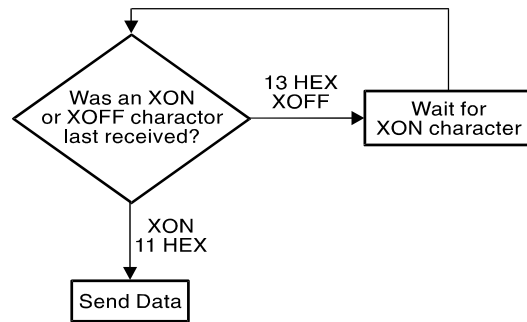 Was an XON
or XOFF charactor
last received?
13 HEX
XOFF
Wait for
XON character
XON
11 HEX
Send Data